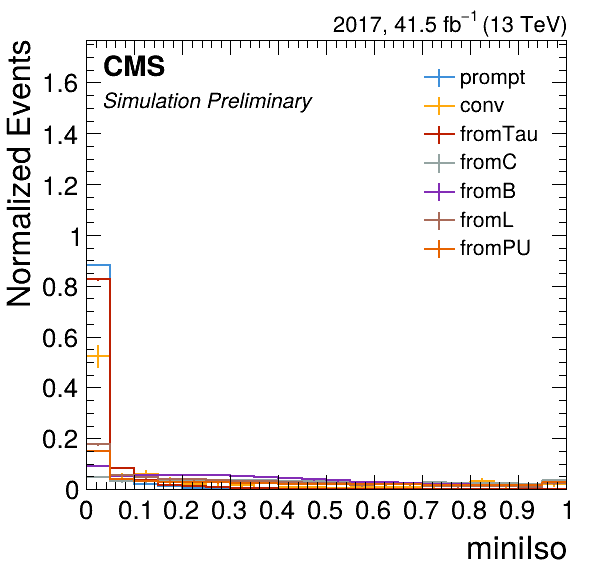 2017, 41.5 fb⁻¹ (13 TeV)
CMS
Simulation Preliminary
Normalized Events
1.6
1.4
1.2
1
0.8
0.6
0.4
0.2
0
prompt
conv
fromTau
fromC
fromB
fromL
fromPU
0 0.1 0.2 0.3 0.4 0.5 0.6 0.7 0.8 0.9 1
miniIso